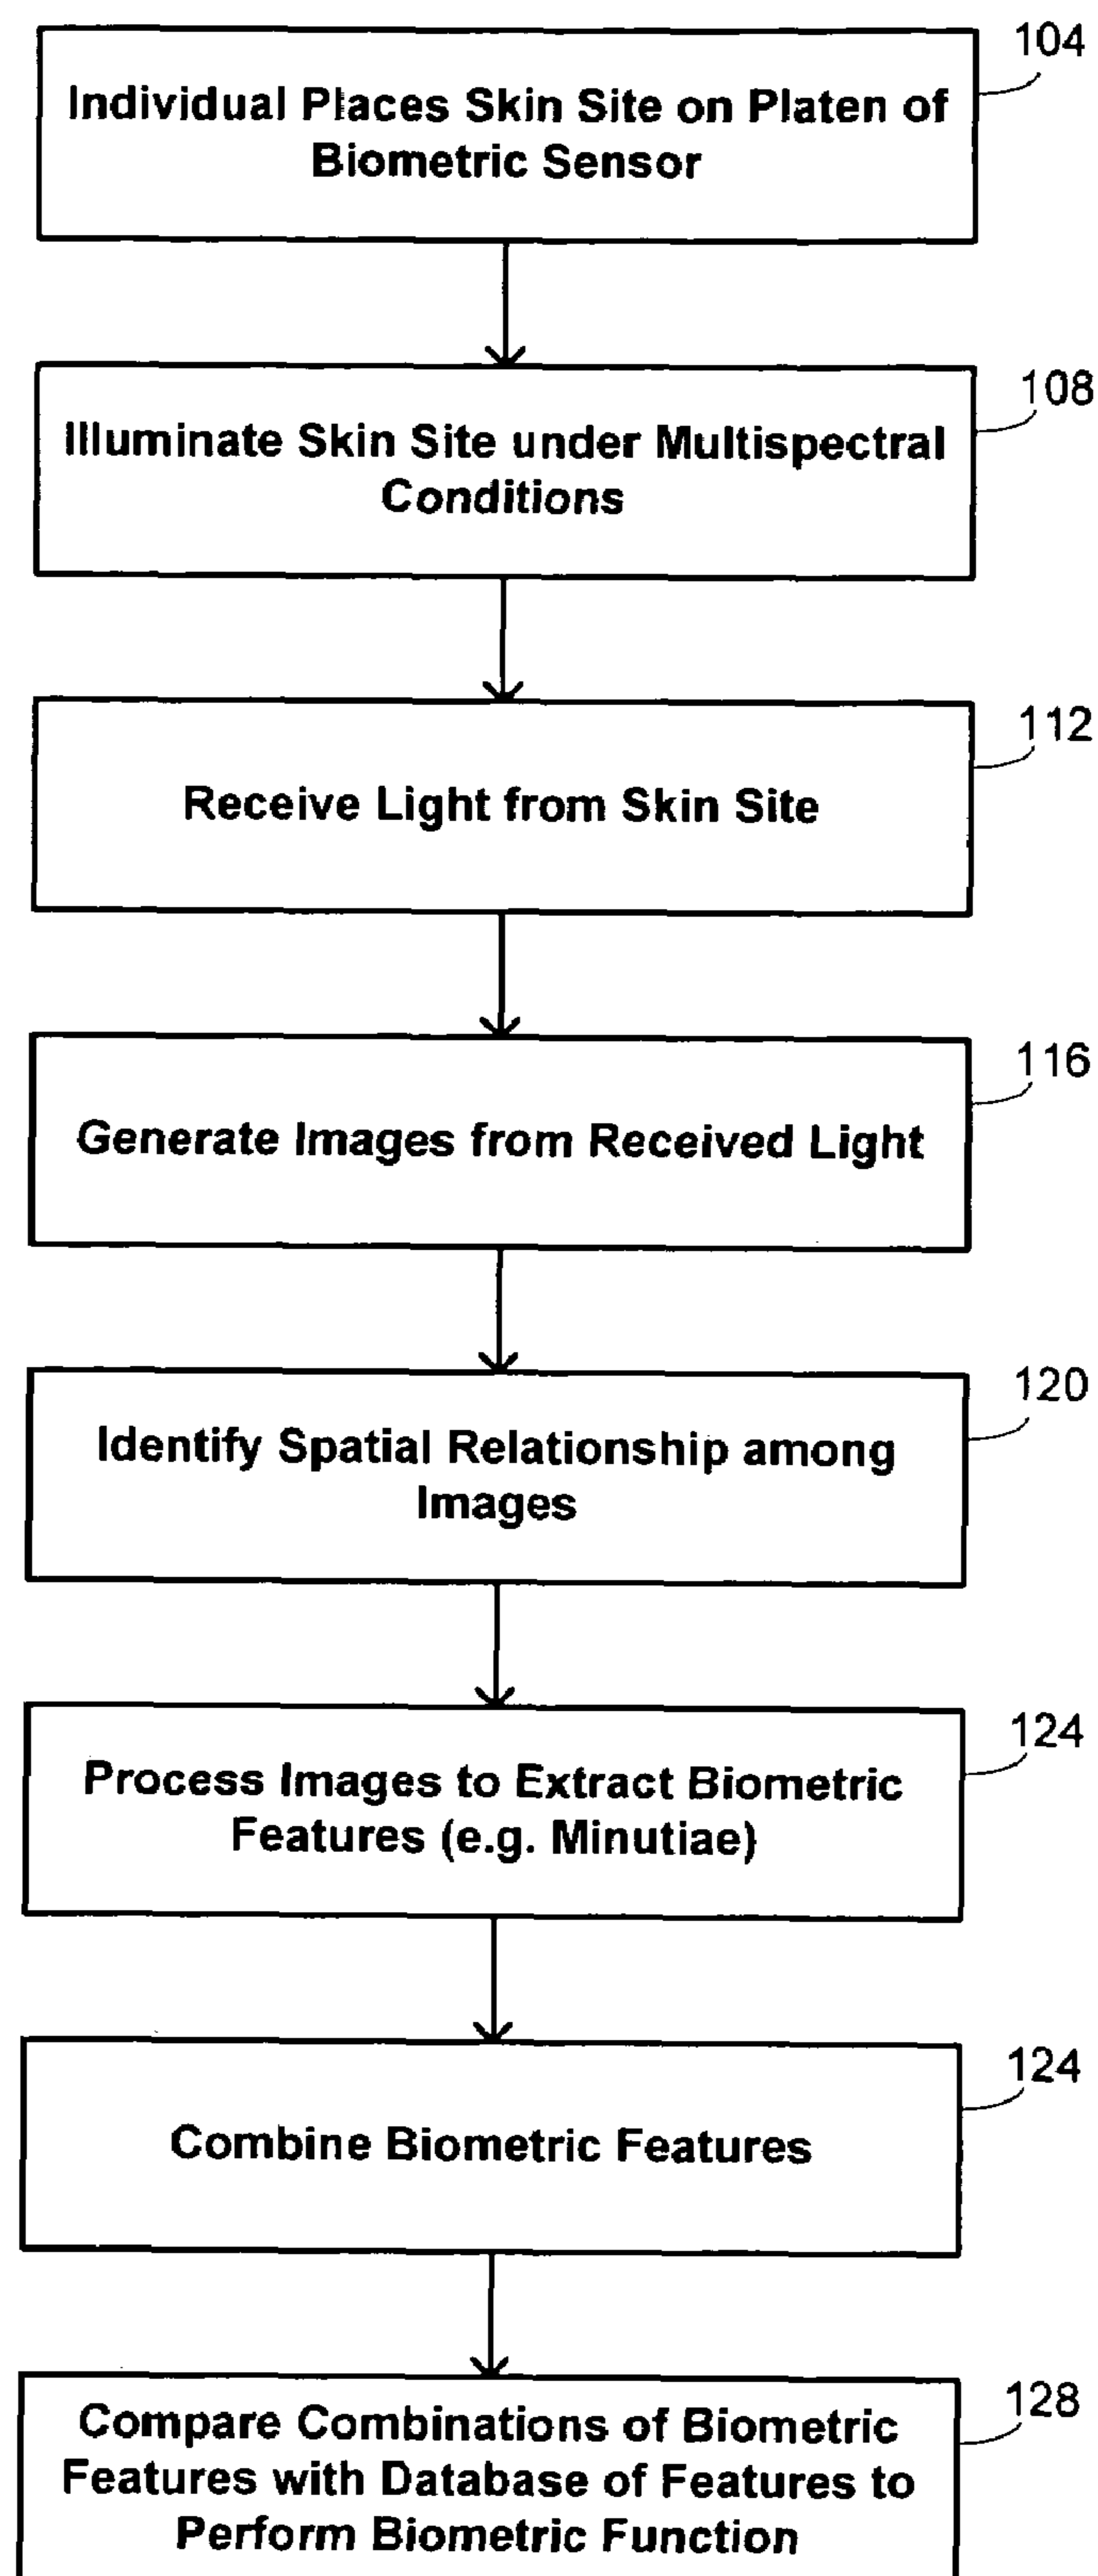 104
Individual Places Skin Site on Platen of
Biometric Sensor
108
Illuminate Skin Site under Multispectral
Conditions
112
Receive Light from Skin Site
116
Generate Images from Received Light
120
Identify Spatial Relationship among
Images
124
Process Images to Extract Biometric
Features (e.g. Minutiae)
124
Combine Biometric Features
128
Compare Combinations of Biometric
Features with Database of Features to
Perform Biometric Function